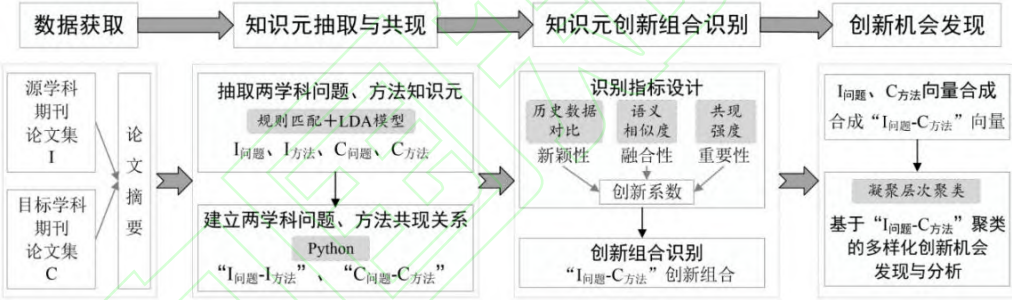 数据获取
知识元抽取与共现
知识元创新组合识别
创新机会发现
源学科
期刊
论文集
I
目标学科
期刊
论文集
C
论
文
摘
要
抽取两学科问题、方法知识元
规则匹配+LDA模型
I问题、I方法、C问题、C方法
建立两学科问题、方法共现关系
Python
“I问题-I方法”、“C问题-C方法”
识别指标设计
历史数据
对比
新颖性
语义
相似度
融合性
共现
强度
重要性
创新系数
创新组合识别
“I问题-C方法”创新组合
I问题、C方法向量合成
合成“I问题-C方法”向量
凝聚层次聚类
基于“I问题-C方法”聚类
的多样化创新机会
发现与分析